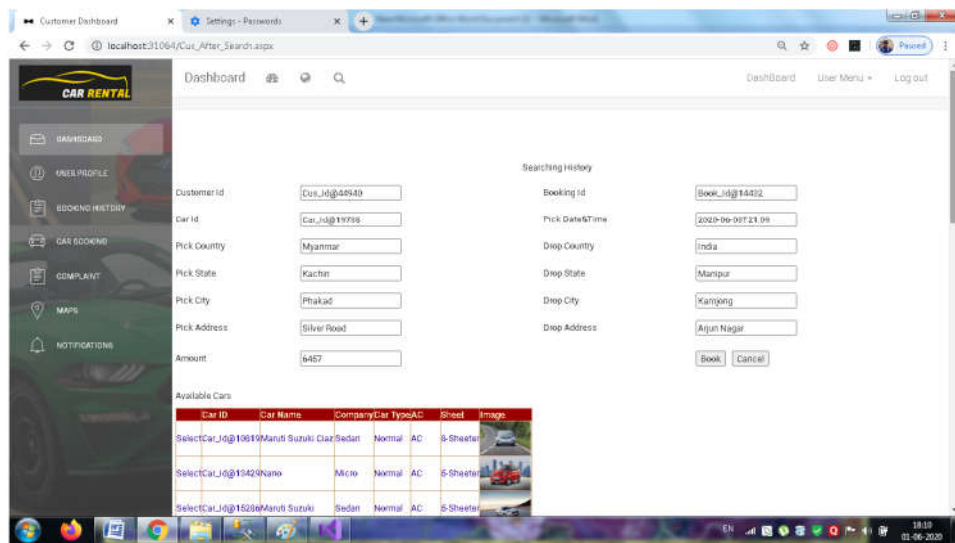 Customer Dashboard
Settings - Passwords
localhost:31064/Cus_After_Search.aspx
Paused
CAR RENTAL
Dashboard
DashBoard
User Menu
Log out
DASHBOARD
USER PROFILE
BOOKING HISTORY
CAR BOOKING
COMPLAINT
MAPS
NOTIFICATIONS
Searching History
Customer Id Cus_Id@44940 Booking Id Book_Id@14432
Car Id Car_Id@19786 Pick Date&Time 2020-06-03T21:09
Pick Country Myanmar Drop Country India
Pick State Kachin Drop State Manipur
Pick City Phakad Drop City Kamjong
Pick Address Silver Road Drop Address Arjun Nagar
Amount 6457 Book Cancel
Available Cars
Car ID Car Name Company Car Type AC Sheet Image
Select Car_Id@10619 Maruti Suzuki Ciaz Sedan Normal AC 6-Sheeter
Select Car_Id@13429 Nano Micro Normal AC 6-Sheeter
Select Car_Id@15286 Maruti Suzuki Sedan Normal AC 5-Sheeter
EN
18:10
01-06-2020